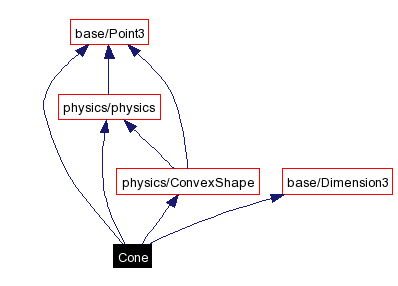 base/Point3
physics/physics
physics/ConvexShape
base/Dimension3
Cone